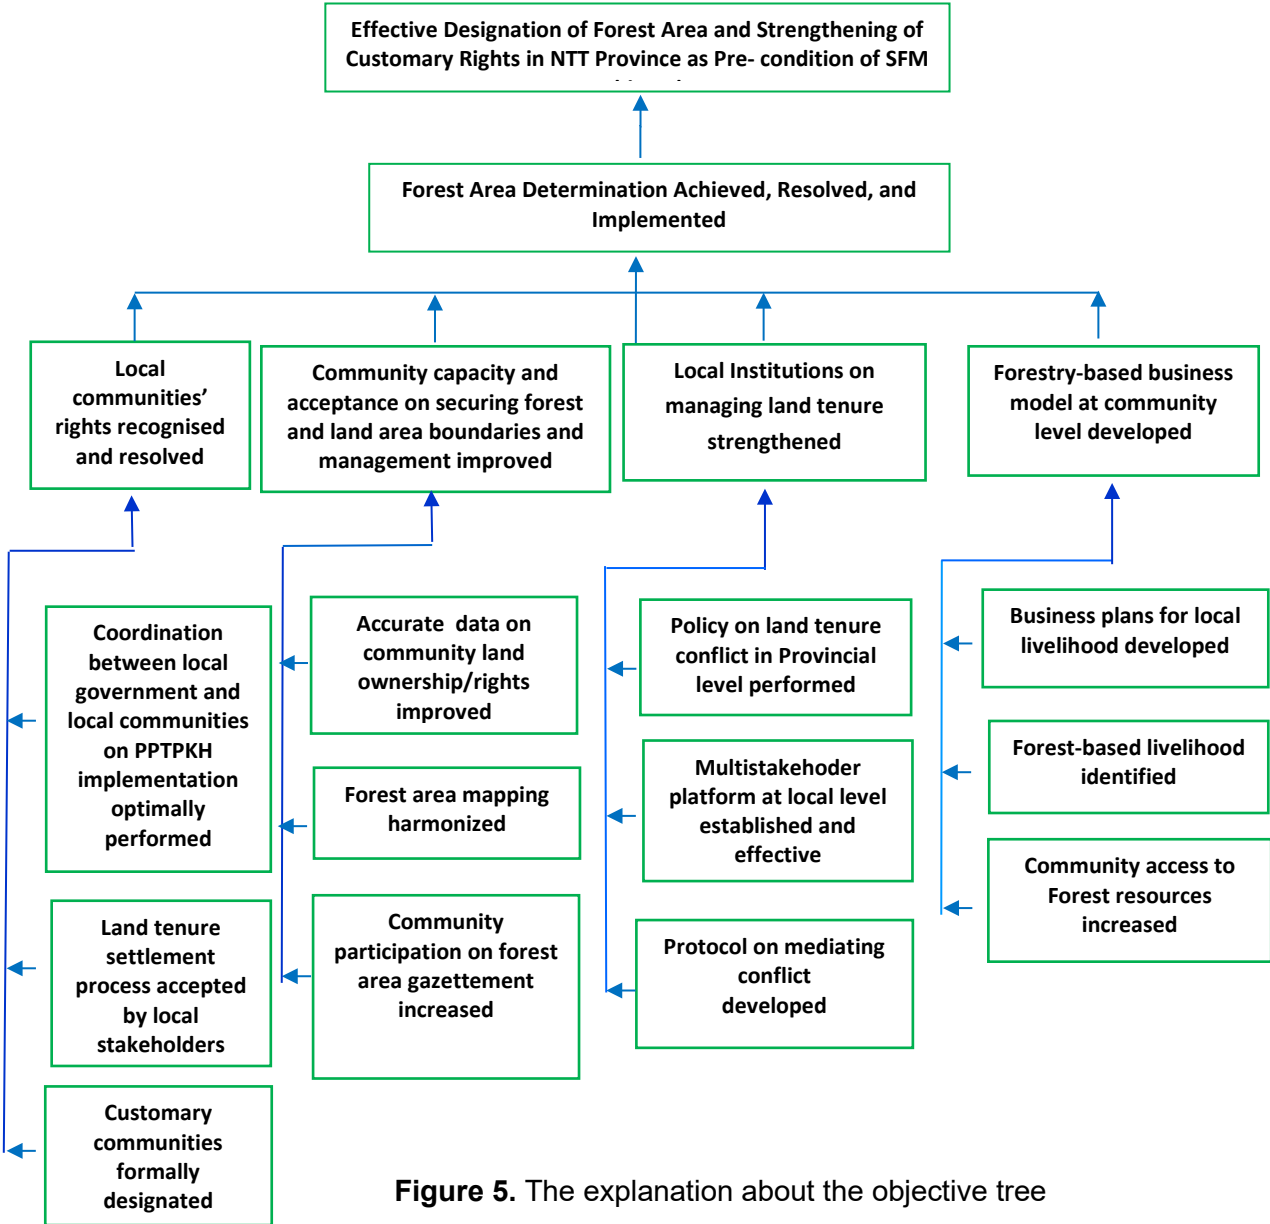 Effective Designation of Forest Area and Strengthening of
Customary Rights in NTT Province as Pre- condition of SFM
Forest Area Determination Achieved, Resolved, and
Implemented
Local
communities’
rights recognised
and resolved
Community capacity and
acceptance on securing forest
and land area boundaries and
management improved
Local Institutions on
managing land tenure
strengthened
Forestry-based business
model at community
level developed
Coordination
between local
government and
local communities
on PPTPKH
implementation
optimally
performed
Land tenure
settlement
process accepted
by local
stakeholders
Customary
communities
formally
designated
Accurate data on
community land
ownership/rights
improved
Forest area mapping
harmonized
Community
participation on forest
area gazettement
increased
Policy on land tenure
conflict in Provincial
level performed
Multistakehoder
platform at local level
established and
effective
Protocol on mediating
conflict
developed
Business plans for local
livelihood developed
Forest-based livelihood
identified
Community access to
Forest resources
increased
Figure 5. The explanation about the objective tree